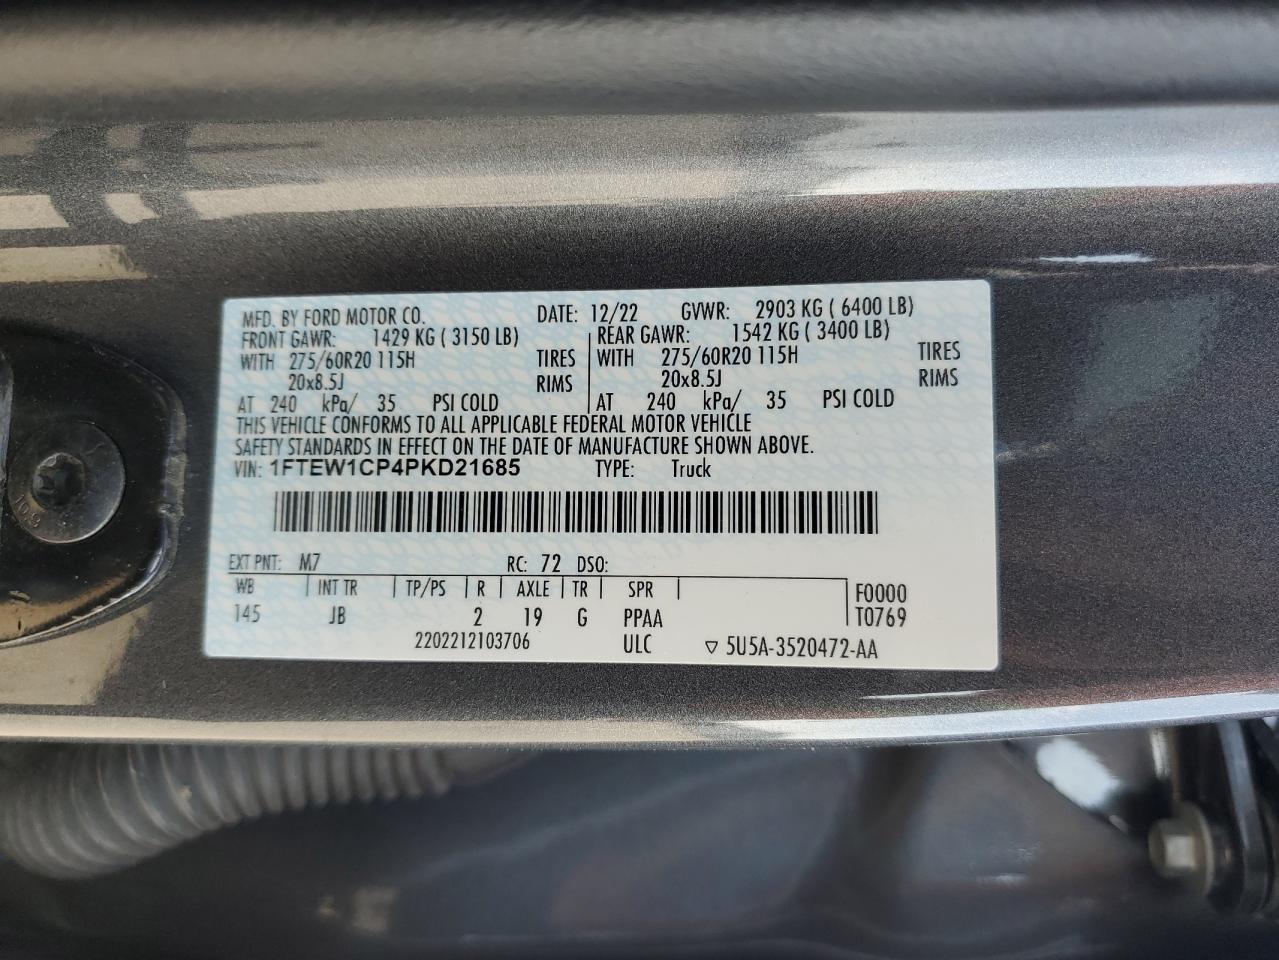 MFD. BY FORD MOTOR CO. DATE: 12/22 GVWR: 2903 KG ( 6400 LB)
FRONT GAWR: 1429 KG ( 3150 LB) REAR GAWR: 1542 KG ( 3400 LB)
WITH 275/60R20 115H TIRES WITH 275/60R20 115H TIRES
20x8.5J RIMS 20x8.5J RIMS
AT 240 kPa/ 35 PSI COLD AT 240 kPa/ 35 PSI COLD
THIS VEHICLE CONFORMS TO ALL APPLICABLE FEDERAL MOTOR VEHICLE
SAFETY STANDARDS IN EFFECT ON THE DATE OF MANUFACTURE SHOWN ABOVE.
VIN: 1FTEW1CP4PKD21685 TYPE: Truck
EXT PNT: M7 RC: 72 DSO:
WB INT TR TP/PS R AXLE TR SPR F0000
145 JB 2 19 G PPAA T0769
2202212103706 ULC ▽ 5U5A-3520472-AA
10.9